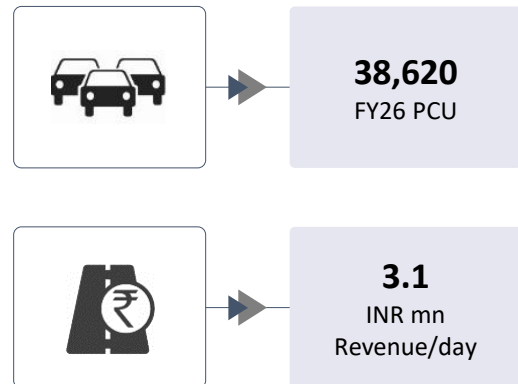 38,620
FY26 PCU
₹
3.1
INR mn
Revenue/day